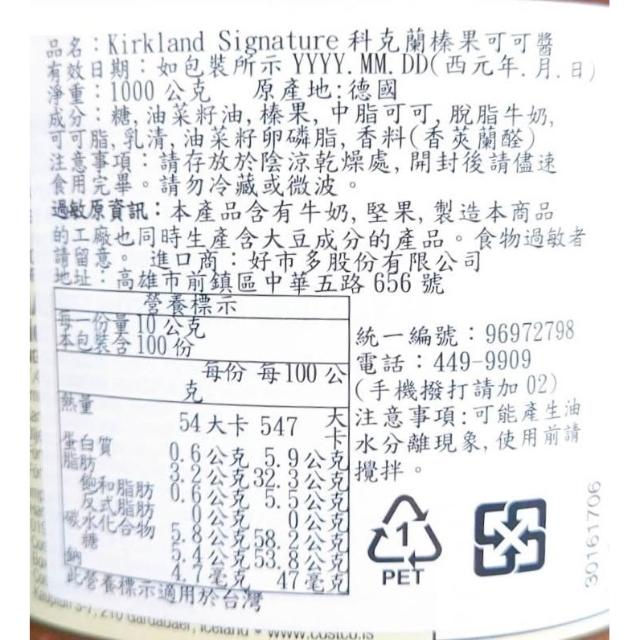 品名：Kirkland Signature 科克蘭榛果可可醬
有效日期：如包裝所示 YYYY.MM.DD(西元年.月.日)
淨重：1000 公克　原產地:德國
成分：糖,油菜籽油,榛果,中脂可可,脫脂牛奶,
可可脂,乳清,油菜籽卵磷脂,香料(香莢蘭醛)
注意事項：請存放於陰涼乾燥處,開封後請儘速
食用完畢。請勿冷藏或微波。
過敏原資訊：本產品含有牛奶,堅果,製造本商品
的工廠也同時生產含大豆成分的產品。食物過敏者
請留意。 進口商：好市多股份有限公司
地址：高雄市前鎮區中華五路 656 號
營養標示
每一份量 10 公克
本包裝含 100 份
每份 每 100 公克
熱量 54 大卡 547 大卡
蛋白質 0.6 公克 5.9 公克
脂肪 3.2 公克 32.3 公克
飽和脂肪 0.6 公克 5.5 公克
反式脂肪 0 公克 0 公克
碳水化合物 5.8 公克 58.2 公克
糖 5.4 公克 53.8 公克
鈉 4.7 毫克 47 毫克
此營養標示適用於台灣
統一編號：96972798
電話：449-9909
(手機撥打請加 02)
注意事項:可能產生油
水分離現象,使用前請
攪拌。
1
PET
30161706
Iceland • www.costco.is